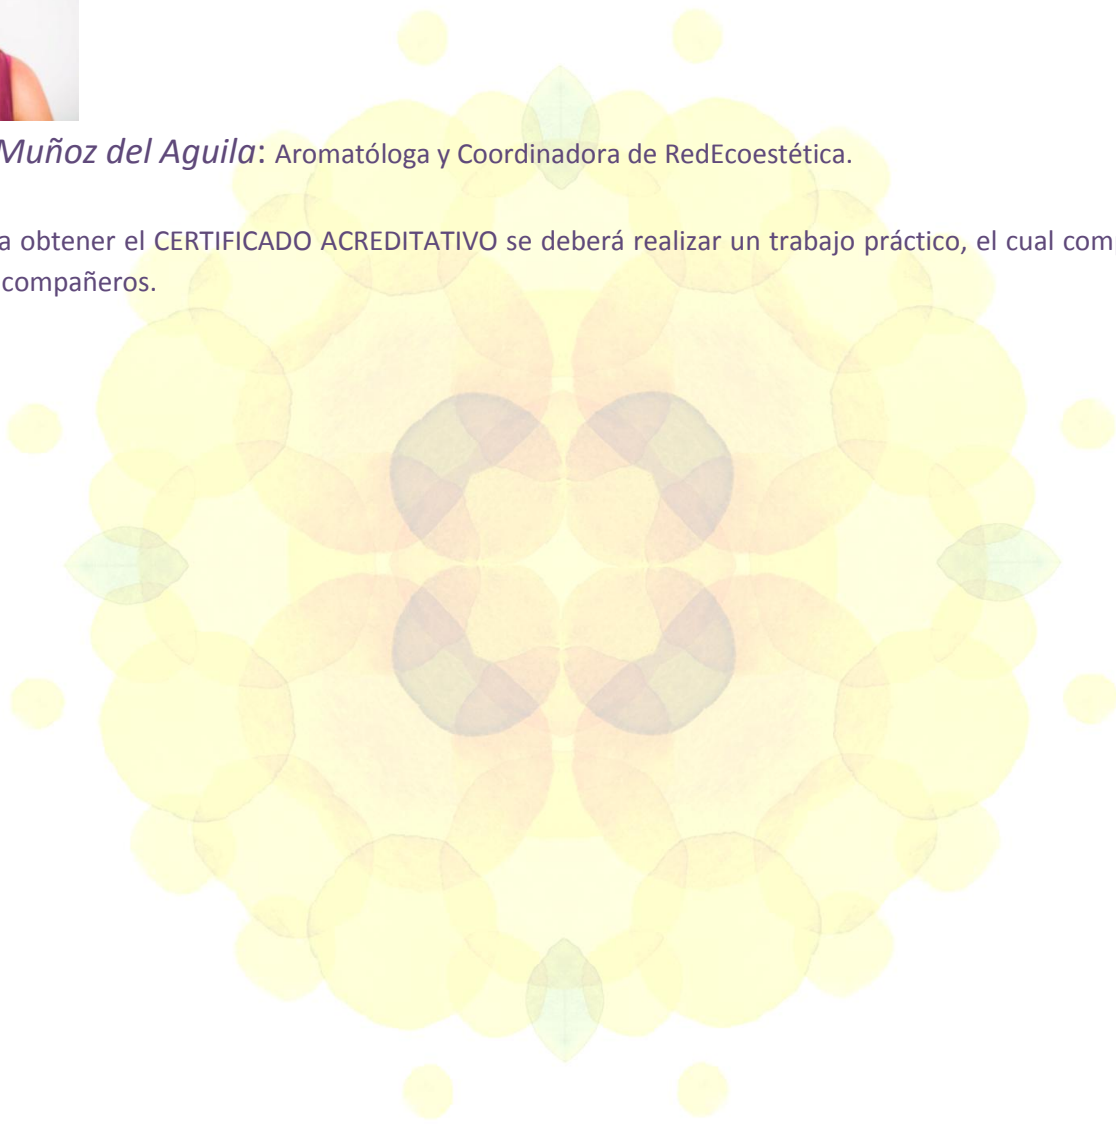 Muñoz del Aguila: Aromatóloga y Coordinadora de RedEcoestética.
a obtener el CERTIFICADO ACREDITATIVO se deberá realizar un trabajo práctico, el cual com
compañeros.